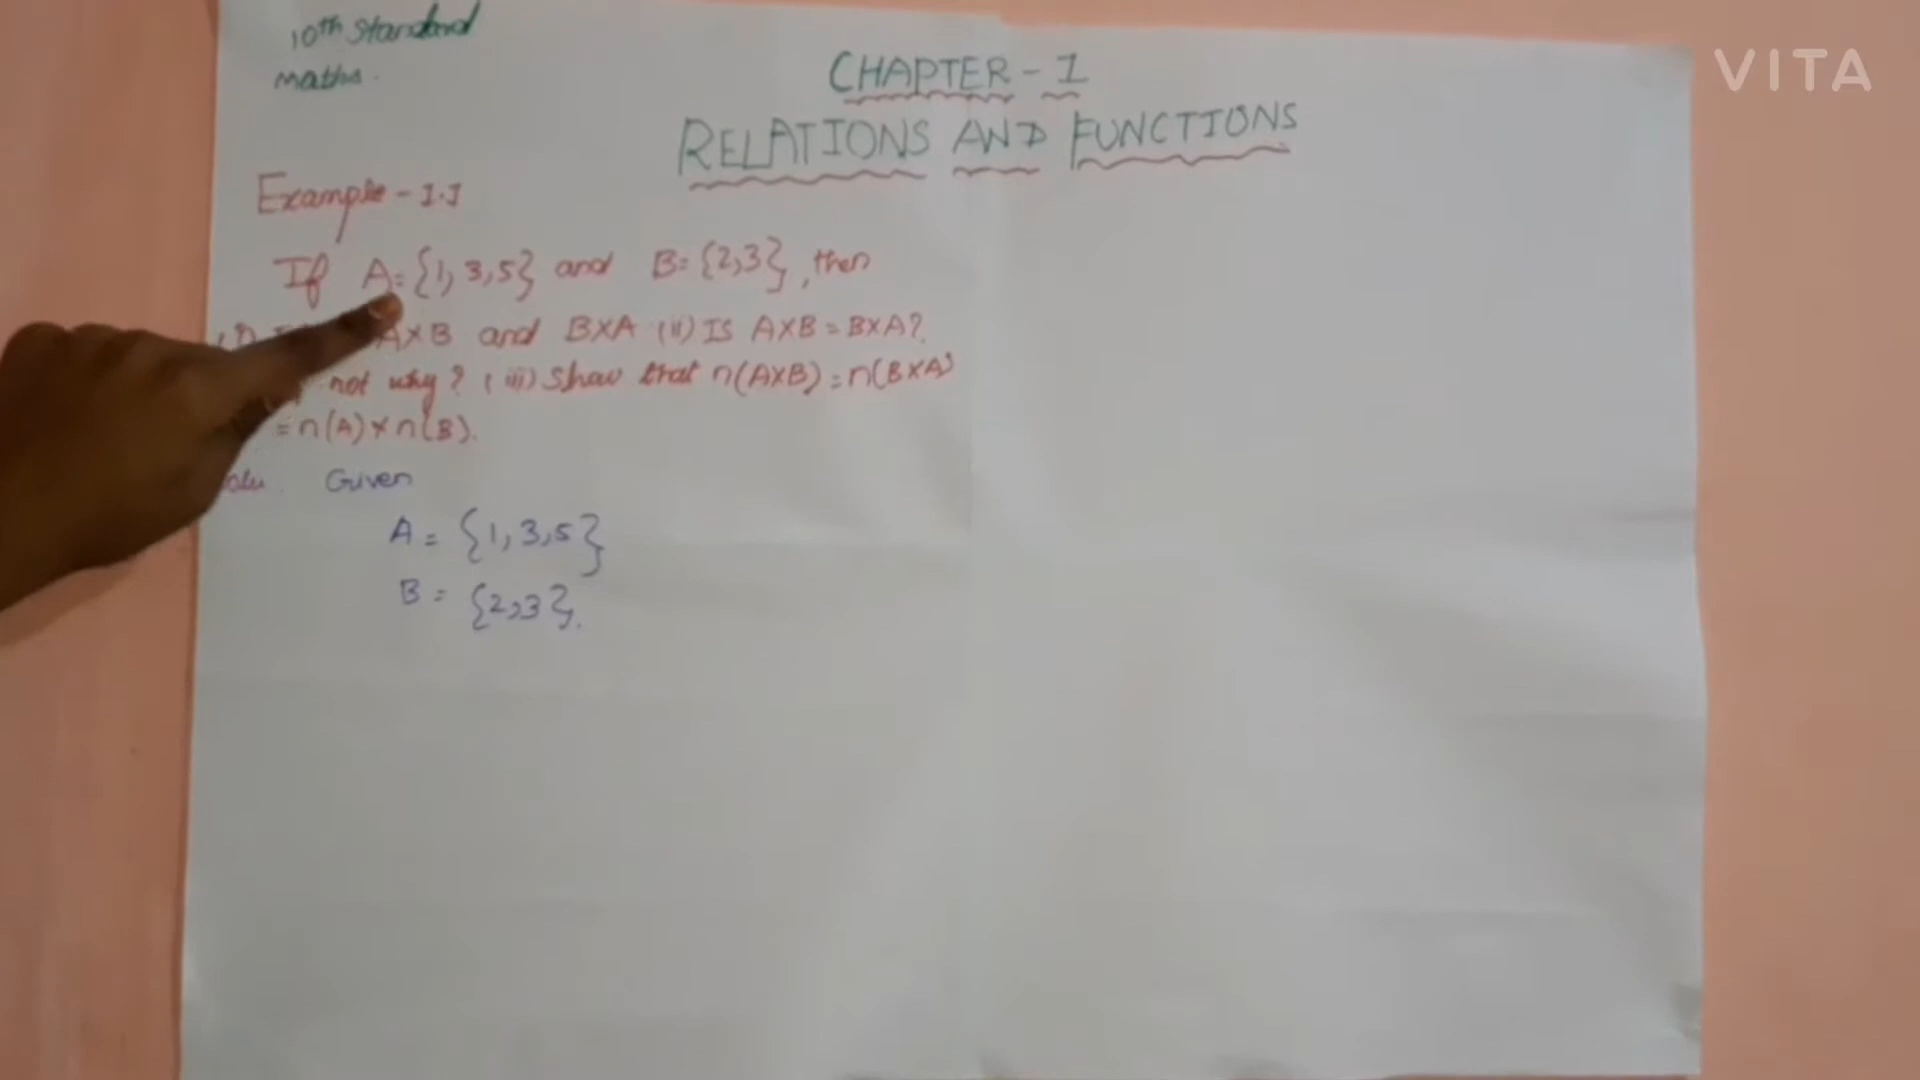 10th Standard
maths.
VITA
CHAPTER - 1
RELATIONS AND FUNCTIONS
Example - 1.1
If A = {1, 3, 5} and B = {2, 3}, then
A×B and B×A (ii) Is A×B = B×A?
not why? (iii) Show that n(A×B) = n(B×A)
= n(A) × n(B).
Given
A = {1, 3, 5}
B = {2, 3}.